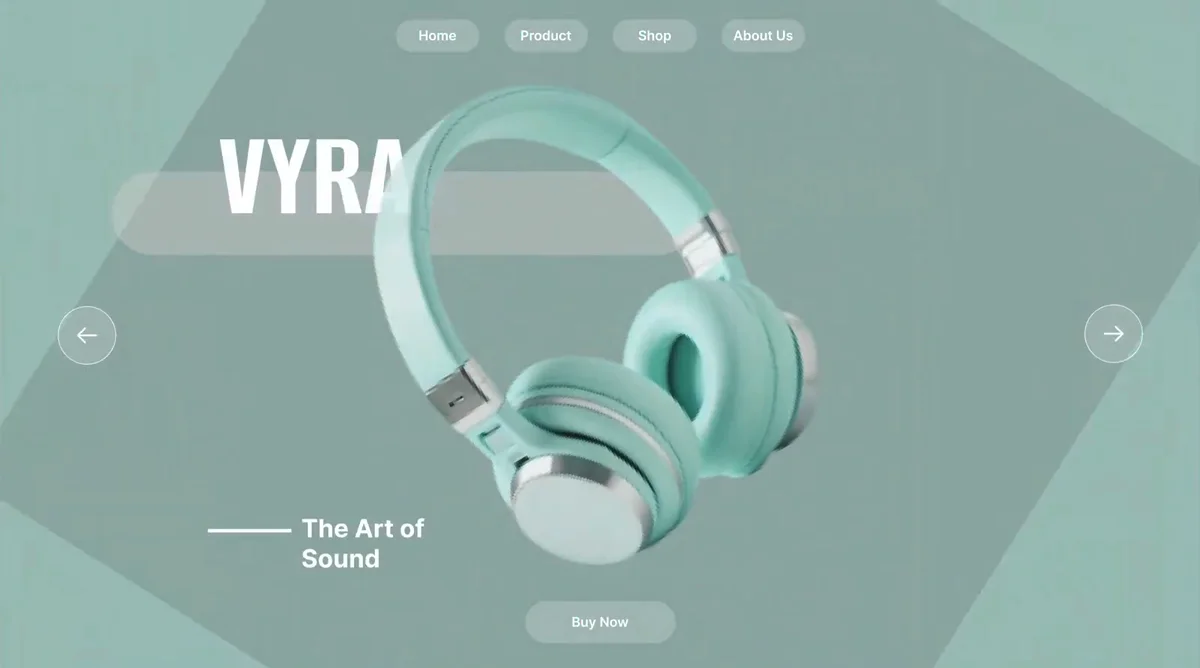 Home
Product
Shop
About Us
VYRA
The Art of
Sound
Buy Now